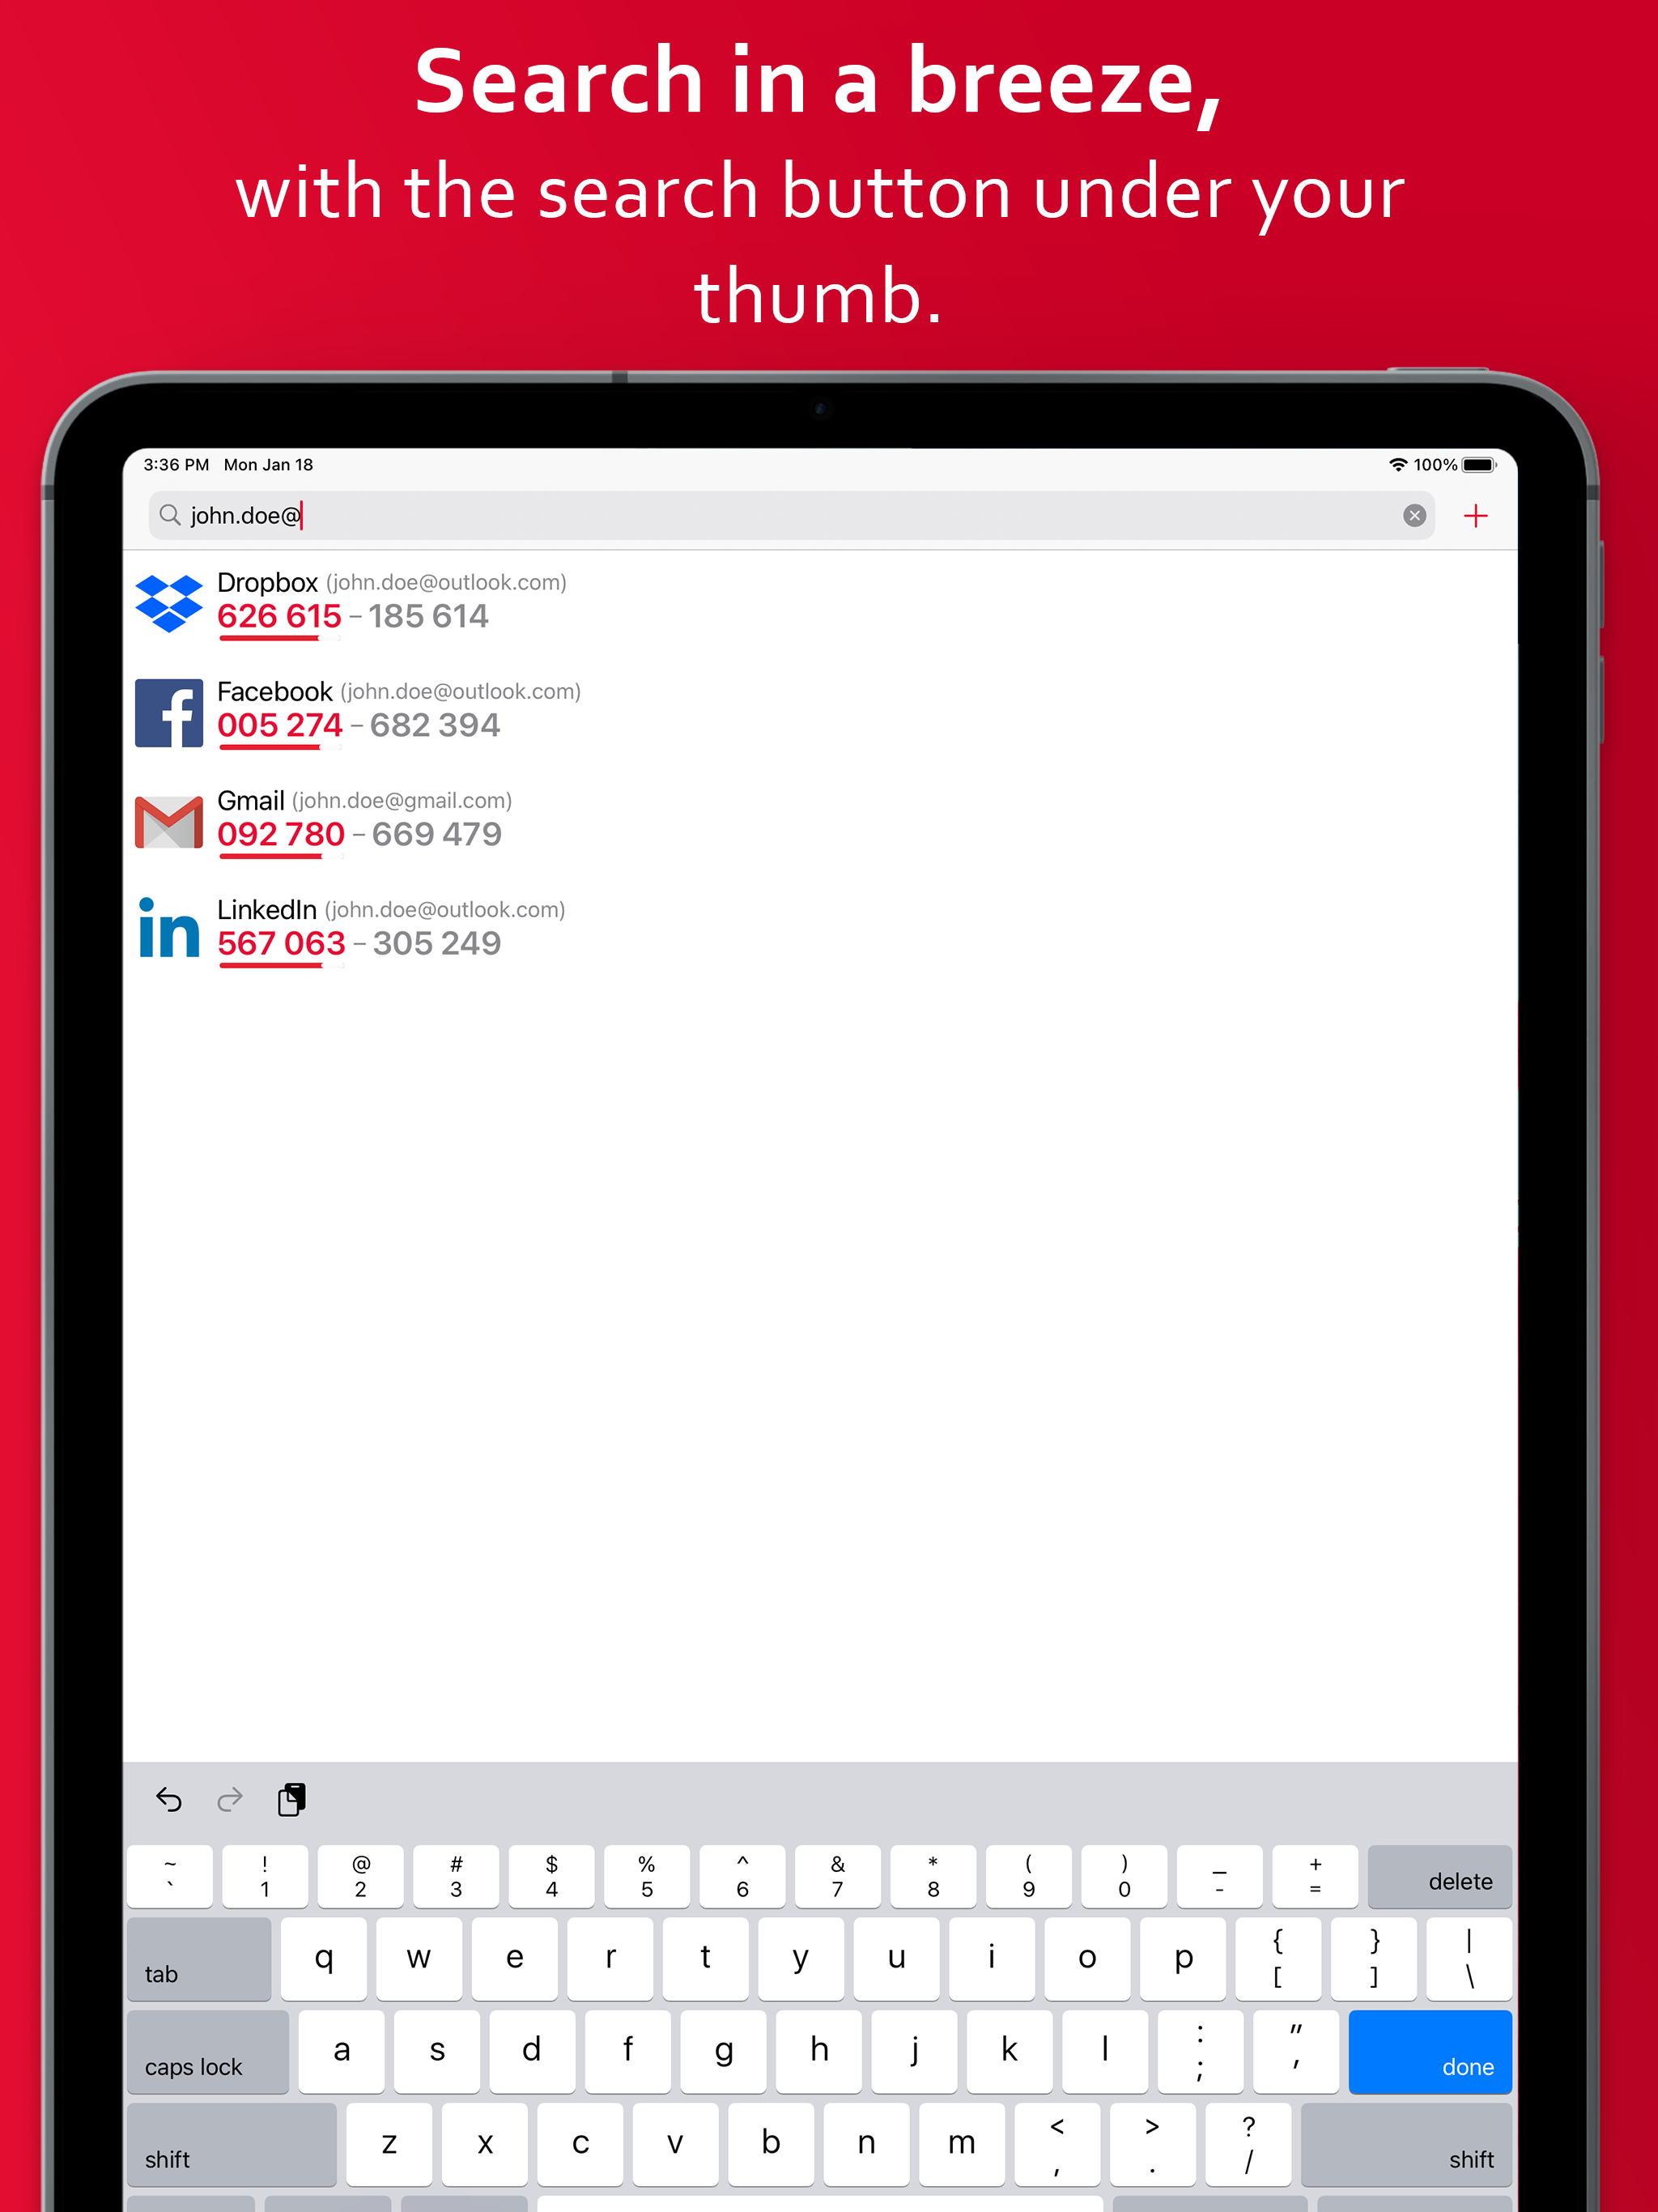 Search in a breeze,
with the search button under your
thumb.
3:36 PM Mon Jan 18 100%
john.doe@
Dropbox (john.doe@outlook.com)
626 615 – 185 614
Facebook (john.doe@outlook.com)
005 274 – 682 394
Gmail (john.doe@gmail.com)
092 780 – 669 479
in LinkedIn (john.doe@outlook.com)
567 063 – 305 249
~ ! @ # $ % ^ & * ( ) _ +
` 1 2 3 4 5 6 7 8 9 0 - = delete
tab q w e r t y u i o p { [ } ] | \
caps lock a s d f g h j k l : ; " ' done
shift z x c v b n m < , > . ? / shift